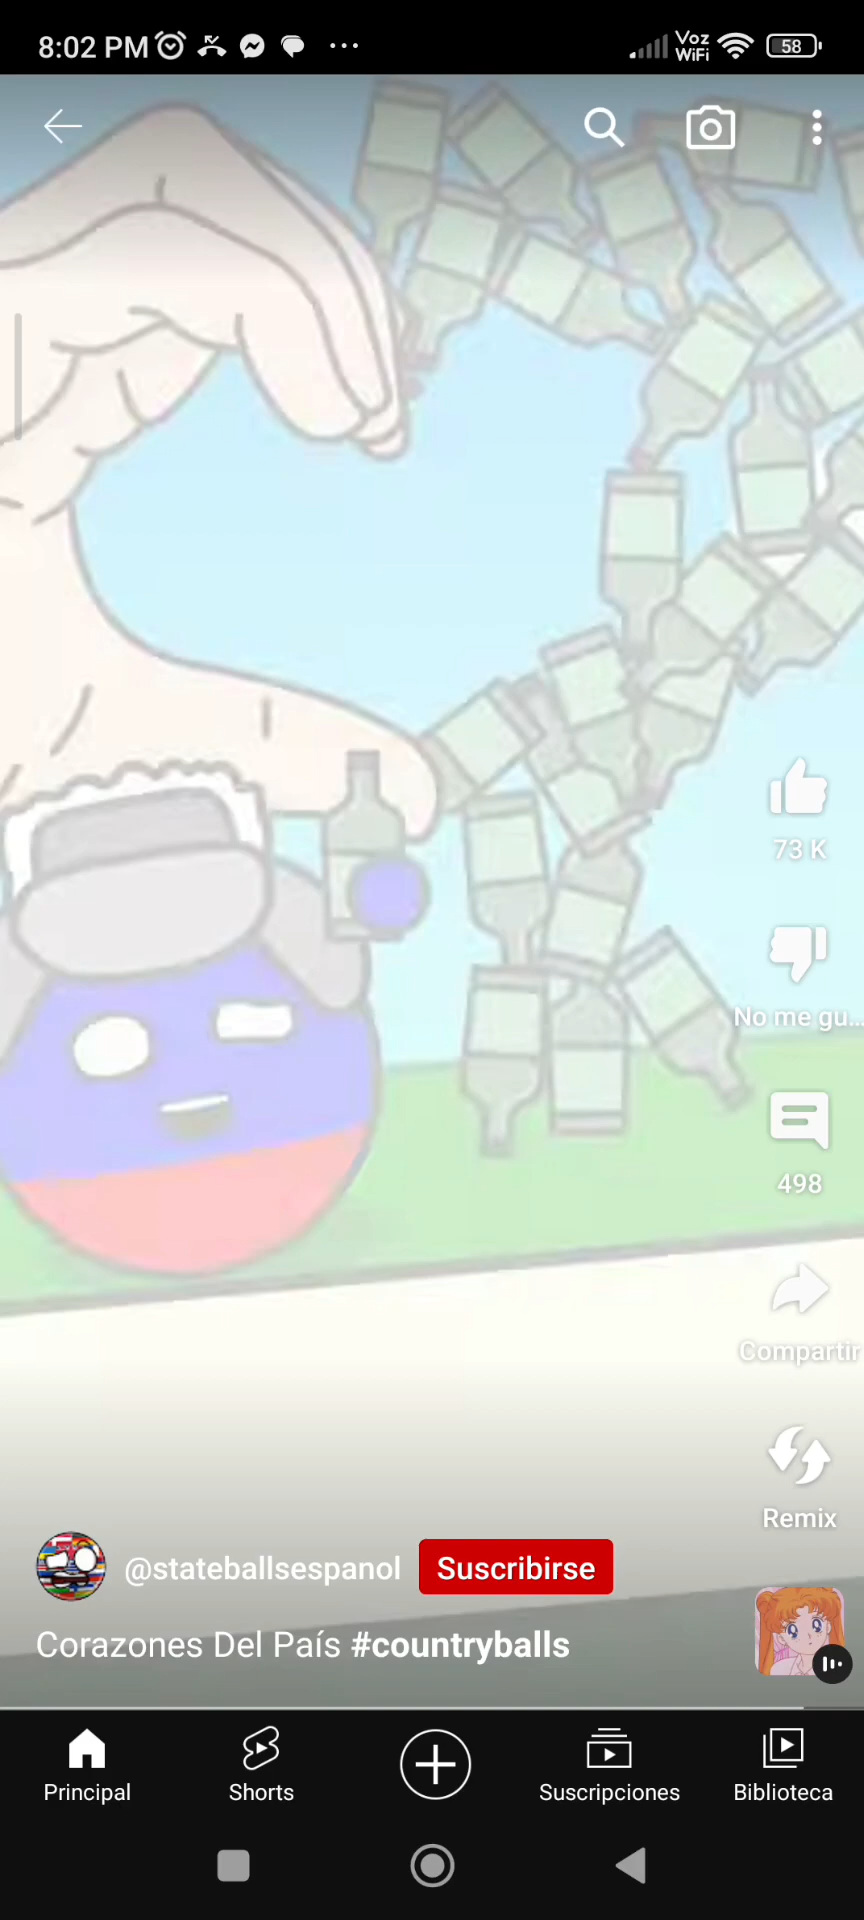 8:02 PM
Voz
WiFi
58
73 K
No me gu...
498
Compartir
Remix
@stateballsespanol
Suscribirse
Corazones Del País #countryballs
Principal
Shorts
Suscripciones
Biblioteca